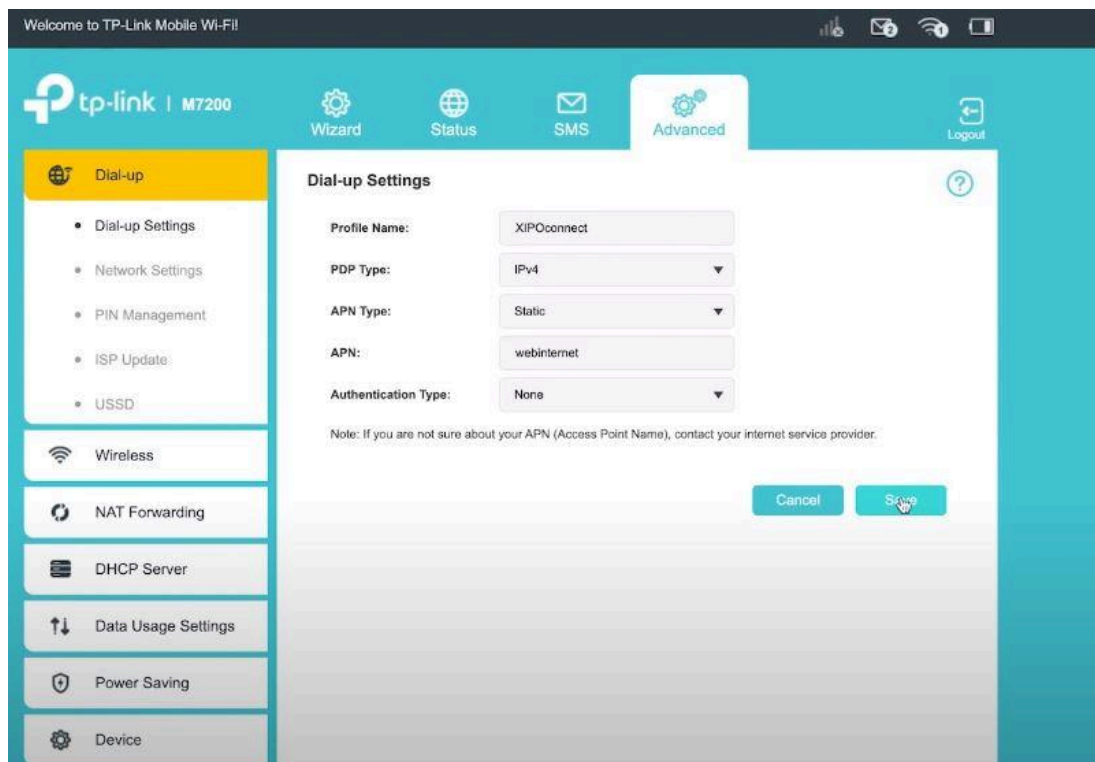 Welcome to TP-Link Mobile Wi-Fi!
2
1
tp-link | M7200
Wizard
Status
SMS
Advanced
Logout
Dial-up
Dial-up Settings
Network Settings
PIN Management
ISP Update
USSD
Wireless
NAT Forwarding
DHCP Server
Data Usage Settings
Power Saving
Device
Dial-up Settings
?
Profile Name: XIPOconnect
PDP Type: IPv4
APN Type: Static
APN: webinternet
Authentication Type: None
Note: If you are not sure about your APN (Access Point Name), contact your internet service provider.
Cancel
Save